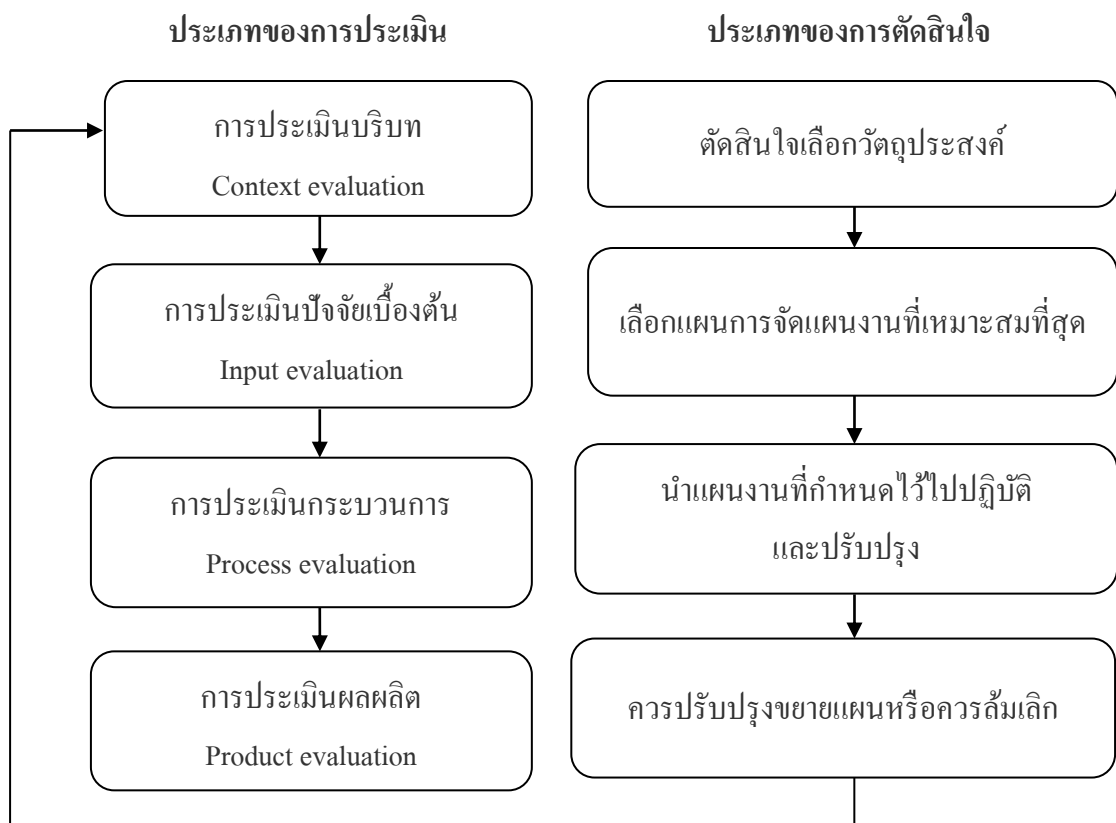 ประเภทของการประเมิน
ประเภทของการตัดสินใจ
การประเมินบริบท
Context evaluation
ตัดสินใจเลือกวัตถุประสงค์
การประเมินปัจจัยเบื้องต้น
Input evaluation
เลือกแผนการจัดแผนงานที่เหมาะสมที่สุด
การประเมินกระบวนการ
Process evaluation
นำแผนงานที่กำหนดไว้ไปปฏิบัติ
และปรับปรุง
การประเมินผลผลิต
Product evaluation
ควรปรับปรุงขยายแผนหรือควรล้มเลิก